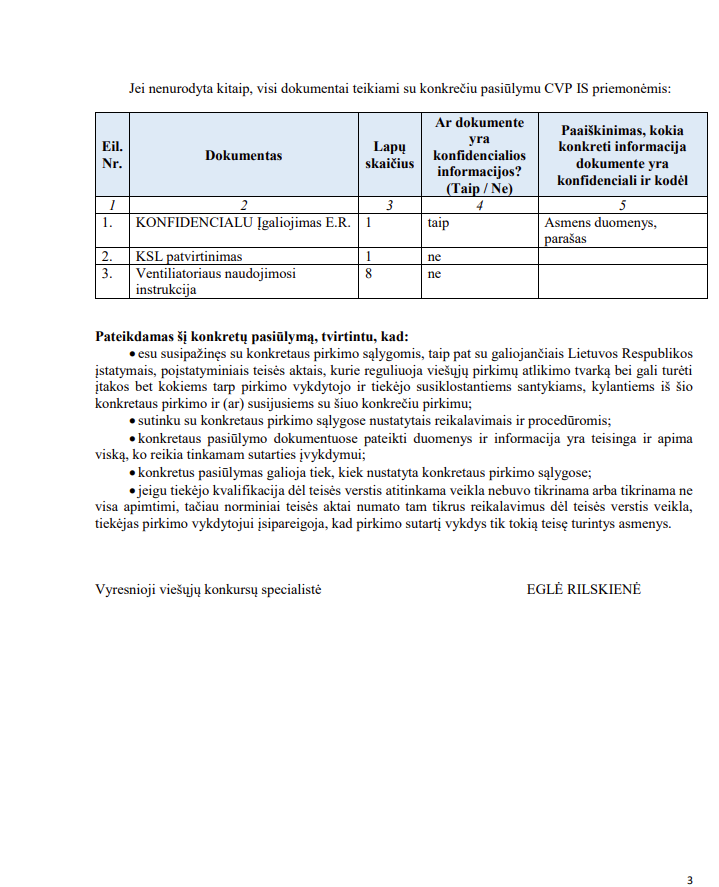 Jei nenurodyta kitaip, visi dokumentai teikiami su konkrečiu pasiūlymu CVP IS priemonėmis:
Eil. Nr. | Dokumentas | Lapų skaičius | Ar dokumente yra konfidencialios informacijos? (Taip / Ne) | Paaiškinimas, kokia konkreti informacija dokumente yra konfidenciali ir kodėl
1 | 2 | 3 | 4 | 5
1. | KONFIDENCIALU Įgaliojimas E.R. | 1 | taip | Asmens duomenys, parašas
2. | KSL patvirtinimas | 1 | ne |
3. | Ventiliatoriaus naudojimosi instrukcija | 8 | ne |
Pateikdamas šį konkretų pasiūlymą, tvirtintu, kad:
• esu susipažinęs su konkretaus pirkimo sąlygomis, taip pat su galiojančiais Lietuvos Respublikos
įstatymais, poįstatyminiais teisės aktais, kurie reguliuoja viešųjų pirkimų atlikimo tvarką bei gali turėti
įtakos bet kokiems tarp pirkimo vykdytojo ir tiekėjo susiklostantiems santykiams, kylantiems iš šio
konkretaus pirkimo ir (ar) susijusiems su šiuo konkrečiu pirkimu;
• sutinku su konkretaus pirkimo sąlygose nustatytais reikalavimais ir procedūromis;
• konkretaus pasiūlymo dokumentuose pateikti duomenys ir informacija yra teisinga ir apima
viską, ko reikia tinkamam sutarties įvykdymui;
• konkretus pasiūlymas galioja tiek, kiek nustatyta konkretaus pirkimo sąlygose;
• jeigu tiekėjo kvalifikacija dėl teisės verstis atitinkama veikla nebuvo tikrinama arba tikrinama ne
visa apimtimi, tačiau norminiai teisės aktai numato tam tikrus reikalavimus dėl teisės verstis veikla,
tiekėjas pirkimo vykdytojui įsipareigoja, kad pirkimo sutartį vykdys tik tokią teisę turintys asmenys.
Vyresnioji viešųjų konkursų specialistė EGLĖ RILSKIENĖ
3